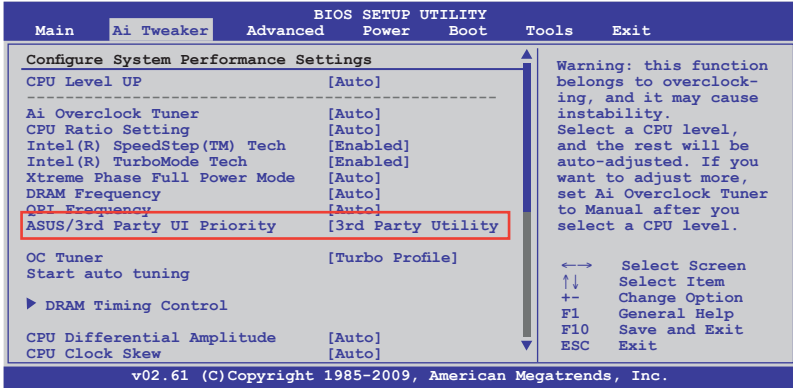 BIOS SETUP UTILITY
Main Ai Tweaker Advanced Power Boot Tools Exit
Configure System Performance Settings
CPU Level UP [Auto]
Ai Overclock Tuner [Auto]
CPU Ratio Setting [Auto]
Intel(R) SpeedStep(TM) Tech [Enabled]
Intel(R) TurboMode Tech [Enabled]
Xtreme Phase Full Power Mode [Auto]
DRAM Frequency [Auto]
QPI Frequency [Auto]
ASUS/3rd Party UI Priority [3rd Party Utility
OC Tuner [Turbo Profile]
Start auto tuning
DRAM Timing Control
CPU Differential Amplitude [Auto]
CPU Clock Skew [Auto]
Warning: this function
belongs to overclock-
ing, and it may cause
instability.
Select a CPU level,
and the rest will be
auto-adjusted. If you
want to adjust more,
set Ai Overclock Tuner
to Manual after you
select a CPU level.
←→ Select Screen
↑↓ Select Item
+- Change Option
F1 General Help
F10 Save and Exit
ESC Exit
v02.61 (C)Copyright 1985-2009, American Megatrends, Inc.